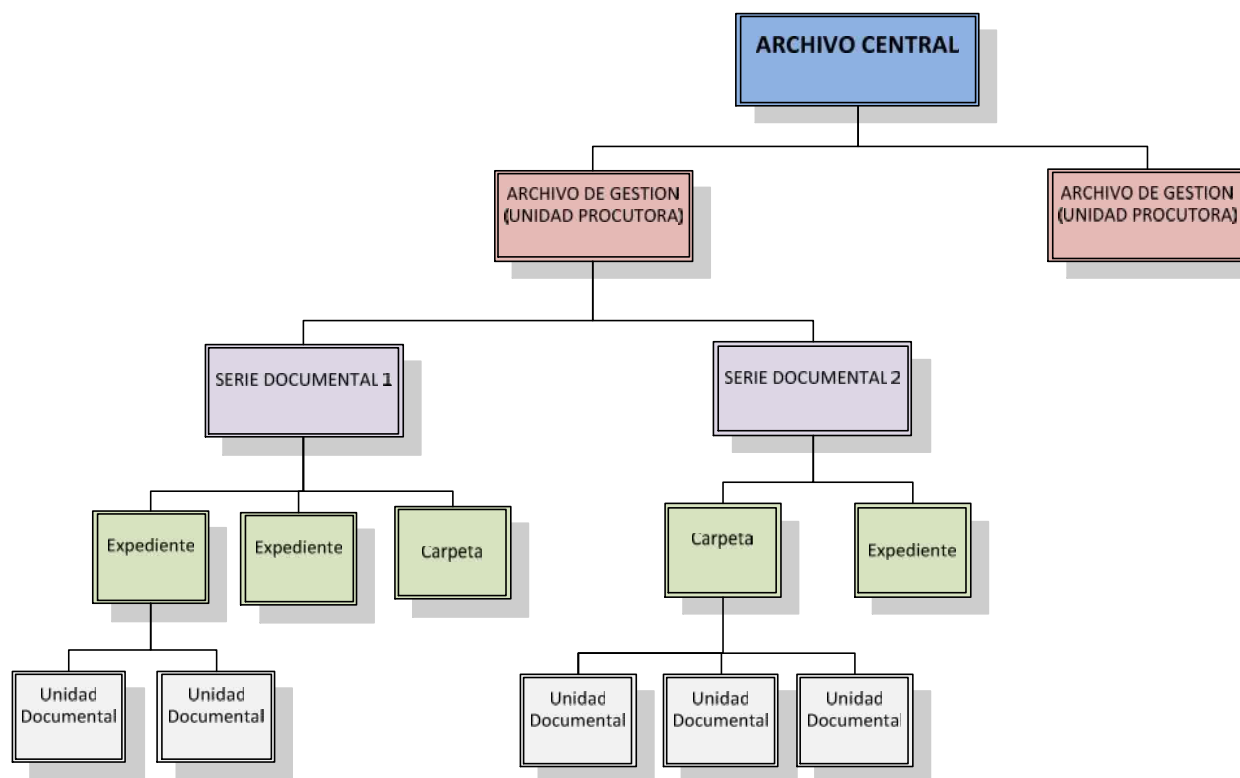 ARCHIVO CENTRAL
ARCHIVO DE GESTION
(UNIDAD PROCUTORA)
ARCHIVO DE GESTION
(UNIDAD PROCUTORA)
SERIE DOCUMENTAL 1
SERIE DOCUMENTAL 2
Expediente
Expediente
Carpeta
Carpeta
Expediente
Unidad
Documental
Unidad
Documental
Unidad
Documental
Unidad
Documental
Unidad
Documental